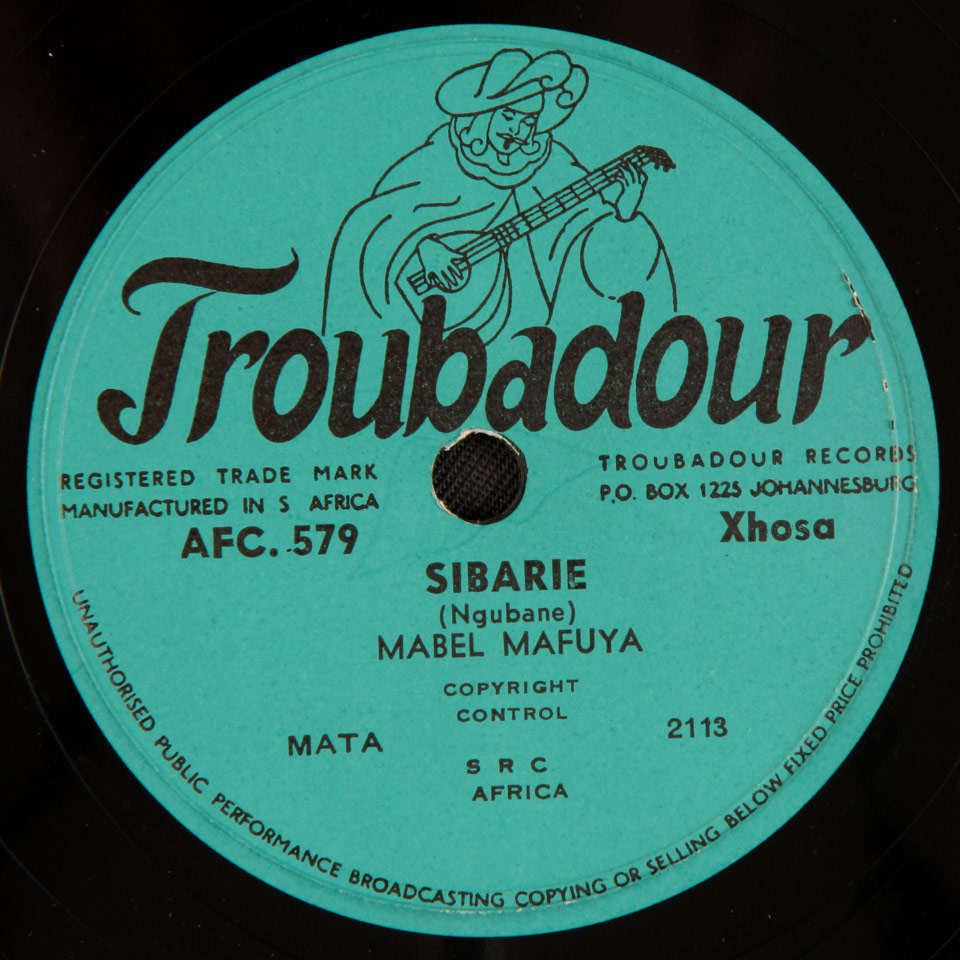 Troubadour
REGISTERED TRADE MARK
MANUFACTURED IN S AFRICA
AFC. 579
TROUBADOUR RECORDS
P.O. BOX 1225 JOHANNESBURG
Xhosa
SIBARIE
(Ngubane)
MABEL MAFUYA
COPYRIGHT
CONTROL
MATA
2113
S R C
AFRICA
UNAUTHORISED PUBLIC PERFORMANCE BROADCASTING COPYING OR SELLING BELOW FIXED PRICE PROHIBITED